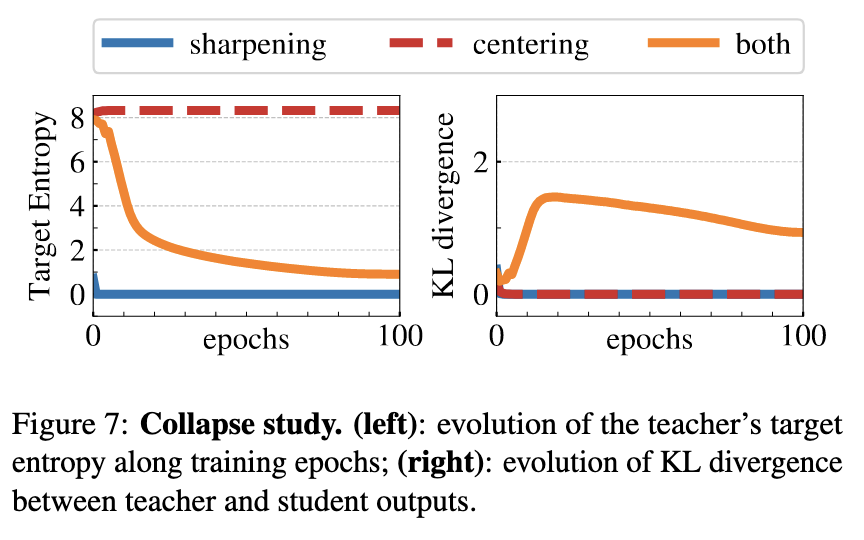 sharpening centering both
Target Entropy
8
6
4
2
0
0 epochs 100
KL divergence
2
0
0 epochs 100
Figure 7: Collapse study. (left): evolution of the teacher's target
entropy along training epochs; (right): evolution of KL divergence
between teacher and student outputs.